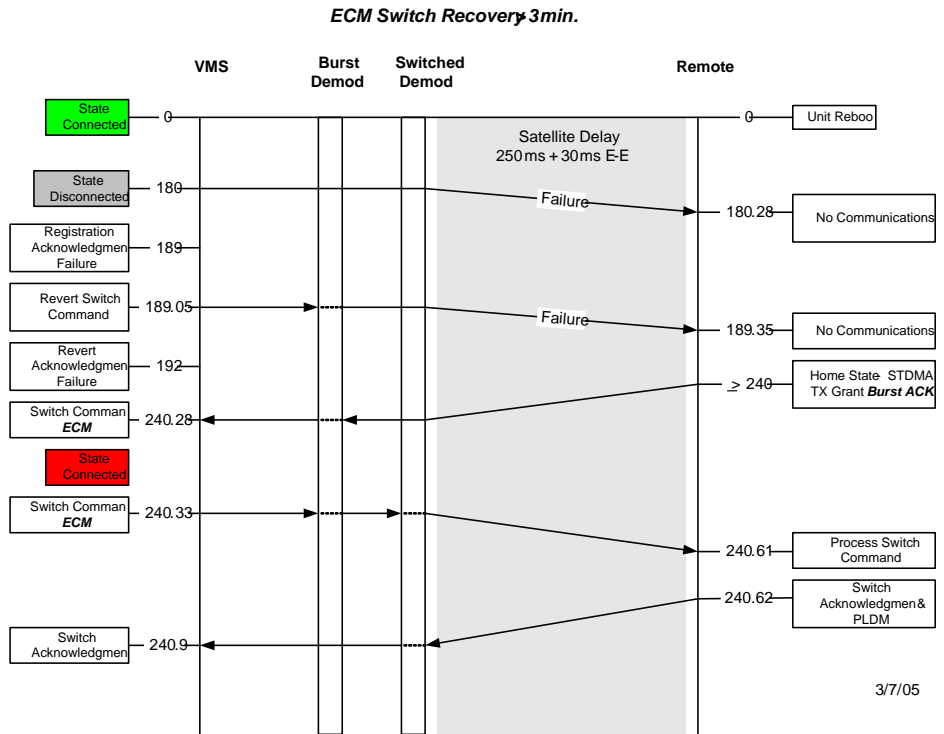 ECM Switch Recovery 3min.
VMS
Burst
Demod
Switched
Demod
Remote
State
Connected
0
0
Unit Reboo
Satellite Delay
250ms + 30ms E-E
State
Disconnected
180
Failure
180.28
No Communications
Registration
Acknowledgmen
Failure
189
Revert Switch
Command
189.05
Failure
189.35
No Communications
Revert
Acknowledgmen
Failure
192
≥ 240
Home State STDMA
TX Grant Burst ACK
Switch Comman
ECM
240.28
State
Connected
Switch Comman
ECM
240.33
240.61
Process Switch
Command
240.62
Switch
Acknowledgmen&
PLDM
Switch
Acknowledgmen
240.9
3/7/05